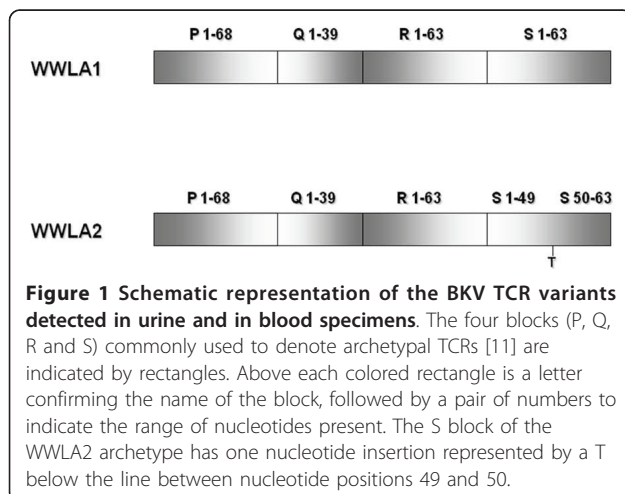 P 1-68 Q 1-39 R 1-63 S 1-63
WWLA1
P 1-68 Q 1-39 R 1-63 S 1-49 S 50-63
WWLA2
T
Figure 1 Schematic representation of the BKV TCR variants
detected in urine and in blood specimens. The four blocks (P, Q,
R and S) commonly used to denote archetypal TCRs [11] are
indicated by rectangles. Above each colored rectangle is a letter
confirming the name of the block, followed by a pair of numbers to
indicate the range of nucleotides present. The S block of the
WWLA2 archetype has one nucleotide insertion represented by a T
below the line between nucleotide positions 49 and 50.